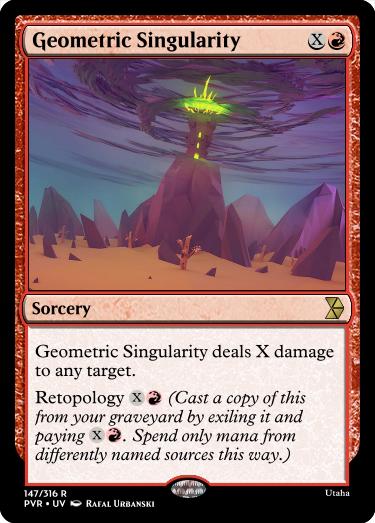 Geometric Singularity X R
Sorcery
Geometric Singularity deals X damage
to any target.
Retopology X R (Cast a copy of this
from your graveyard by exiling it and
paying X R. Spend only mana from
differently named sources this way.)
147/316 R
PVR • UV Rafal Urbanski
Utaha